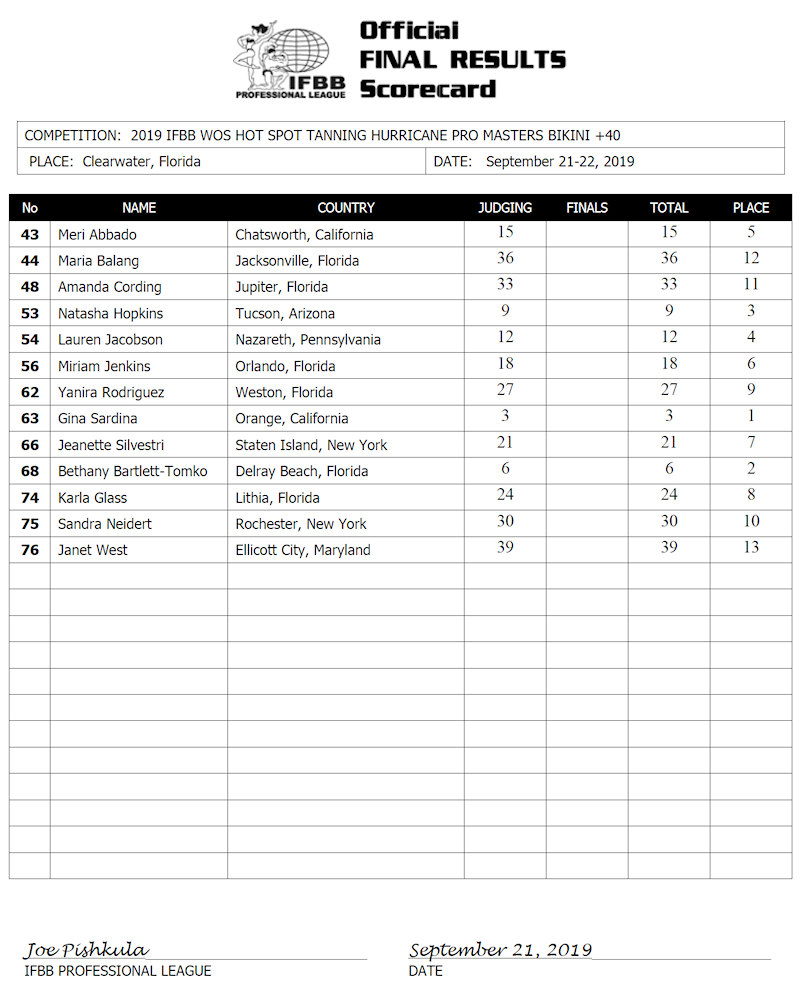 Official
FINAL RESULTS
Scorecard
IFBB
PROFESSIONAL LEAGUE
COMPETITION: 2019 IFBB WOS HOT SPOT TANNING HURRICANE PRO MASTERS BIKINI +40
PLACE: Clearwater, Florida DATE: September 21-22, 2019
No NAME COUNTRY JUDGING FINALS TOTAL PLACE
43 Meri Abbado Chatsworth, California 15 15 5
44 Maria Balang Jacksonville, Florida 36 36 12
48 Amanda Cording Jupiter, Florida 33 33 11
53 Natasha Hopkins Tucson, Arizona 9 9 3
54 Lauren Jacobson Nazareth, Pennsylvania 12 12 4
56 Miriam Jenkins Orlando, Florida 18 18 6
62 Yanira Rodriguez Weston, Florida 27 27 9
63 Gina Sardina Orange, California 3 3 1
66 Jeanette Silvestri Staten Island, New York 21 21 7
68 Bethany Bartlett-Tomko Delray Beach, Florida 6 6 2
74 Karla Glass Lithia, Florida 24 24 8
75 Sandra Neidert Rochester, New York 30 30 10
76 Janet West Ellicott City, Maryland 39 39 13
Joe Pishkula September 21, 2019
IFBB PROFESSIONAL LEAGUE DATE